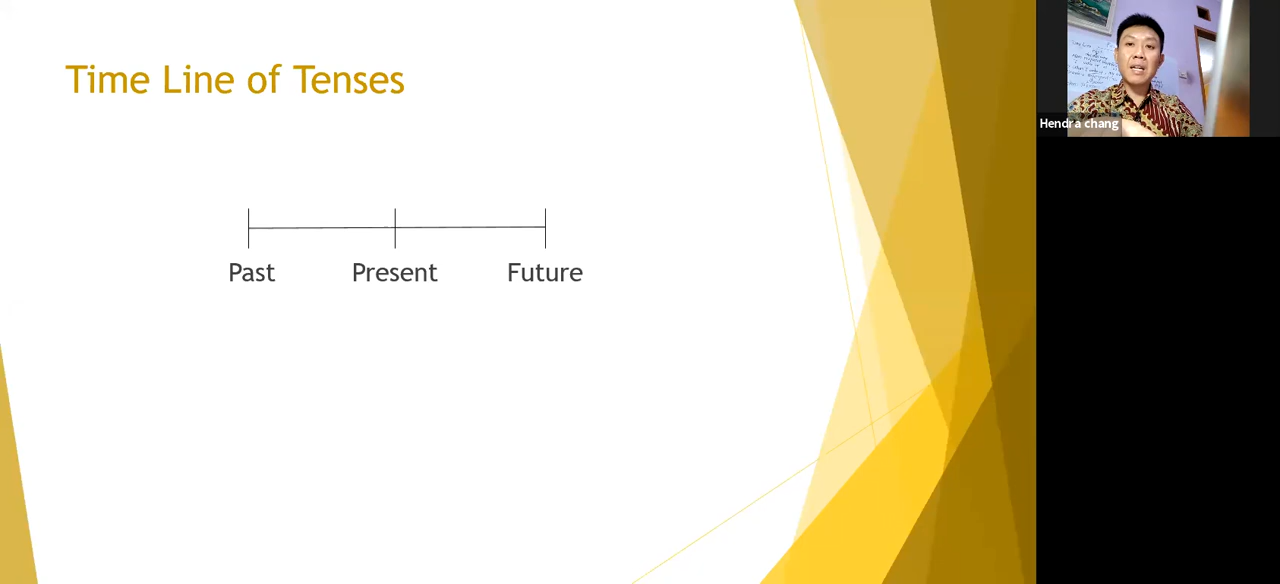 Time Line of Tenses
Past Present Future
Hendra chang